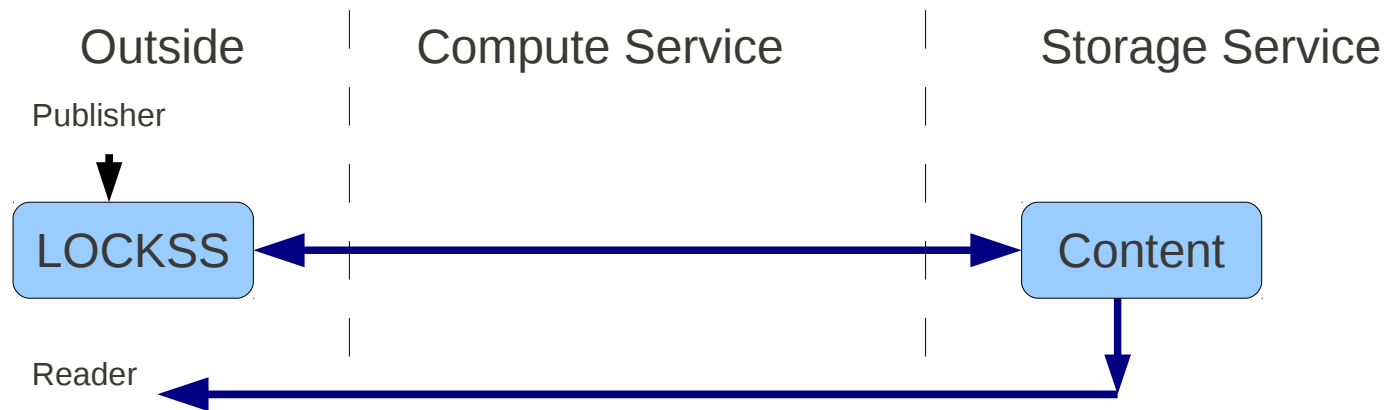 Outside Compute Service Storage Service
Publisher
LOCKSS Content
Reader